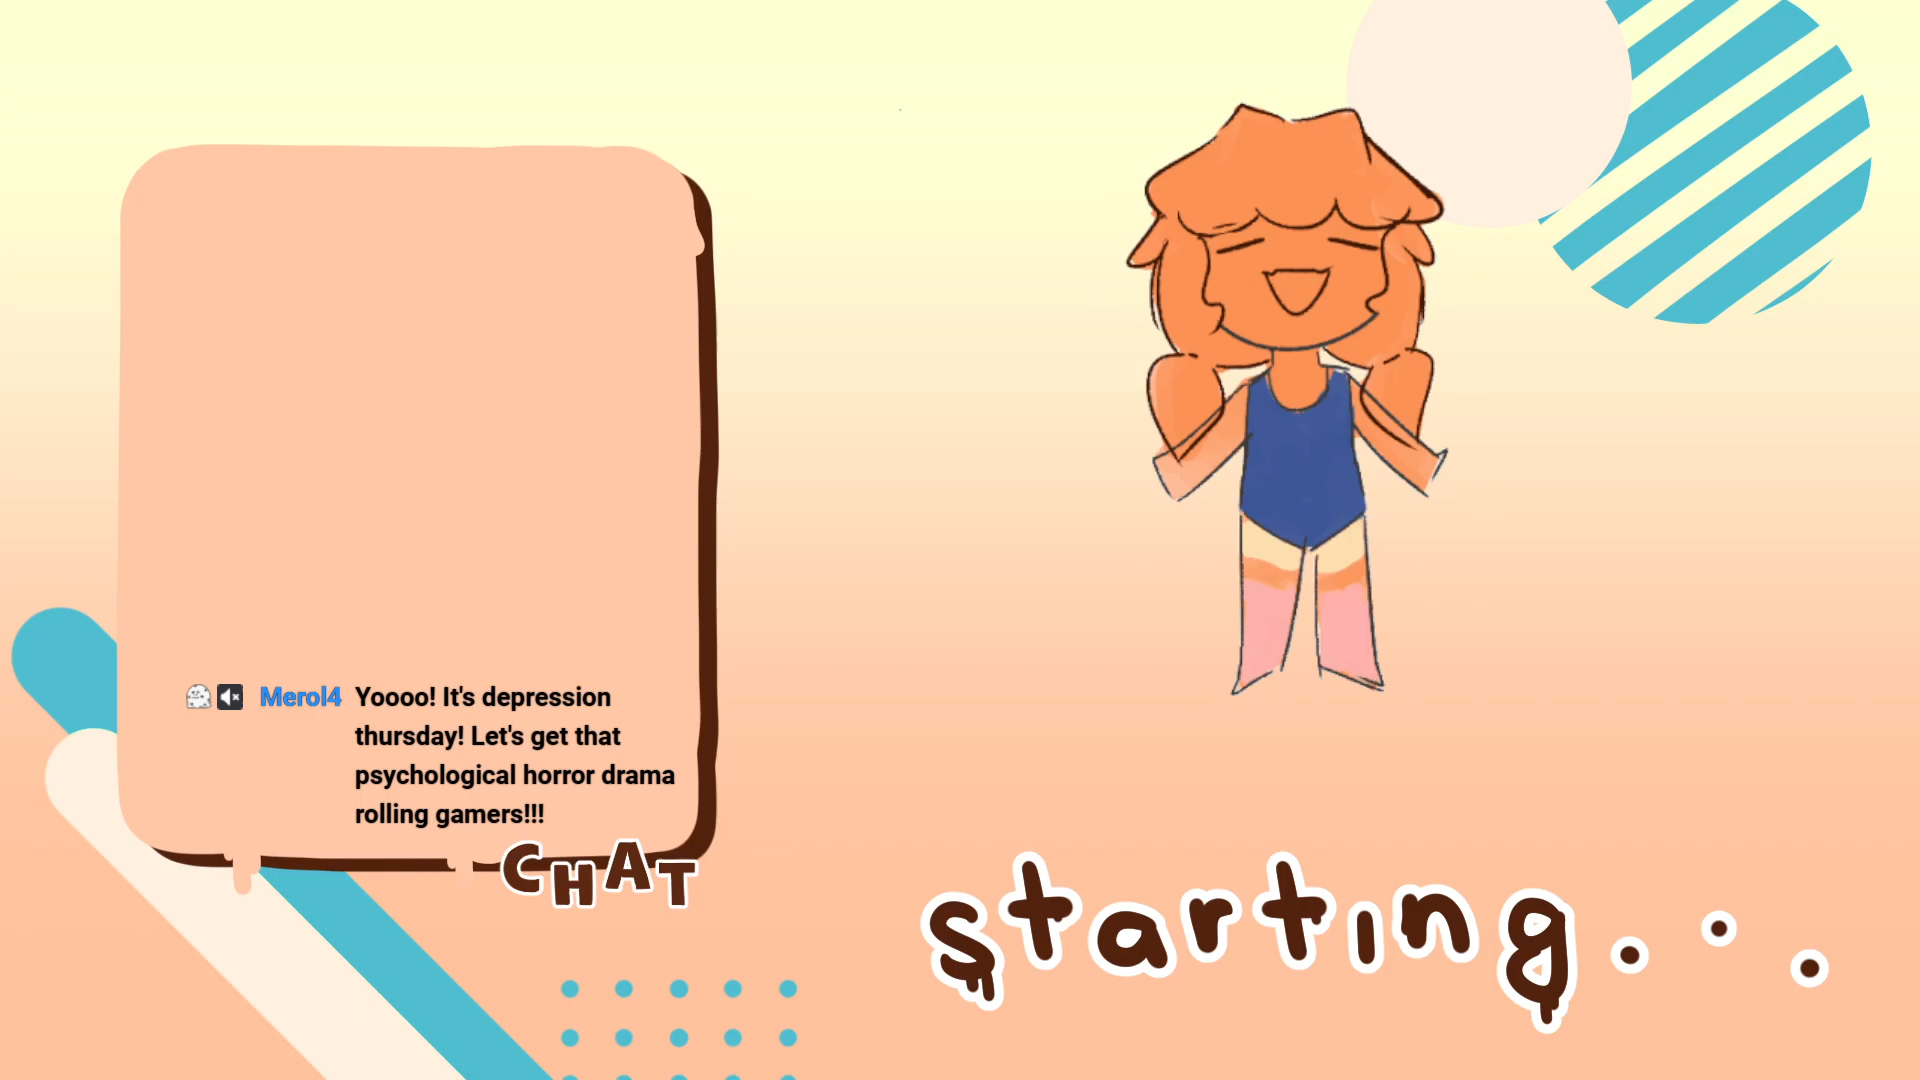 Merol4 Yoooo! It's depression
thursday! Let's get that
psychological horror drama
rolling gamers!!!
CHAT
starting...